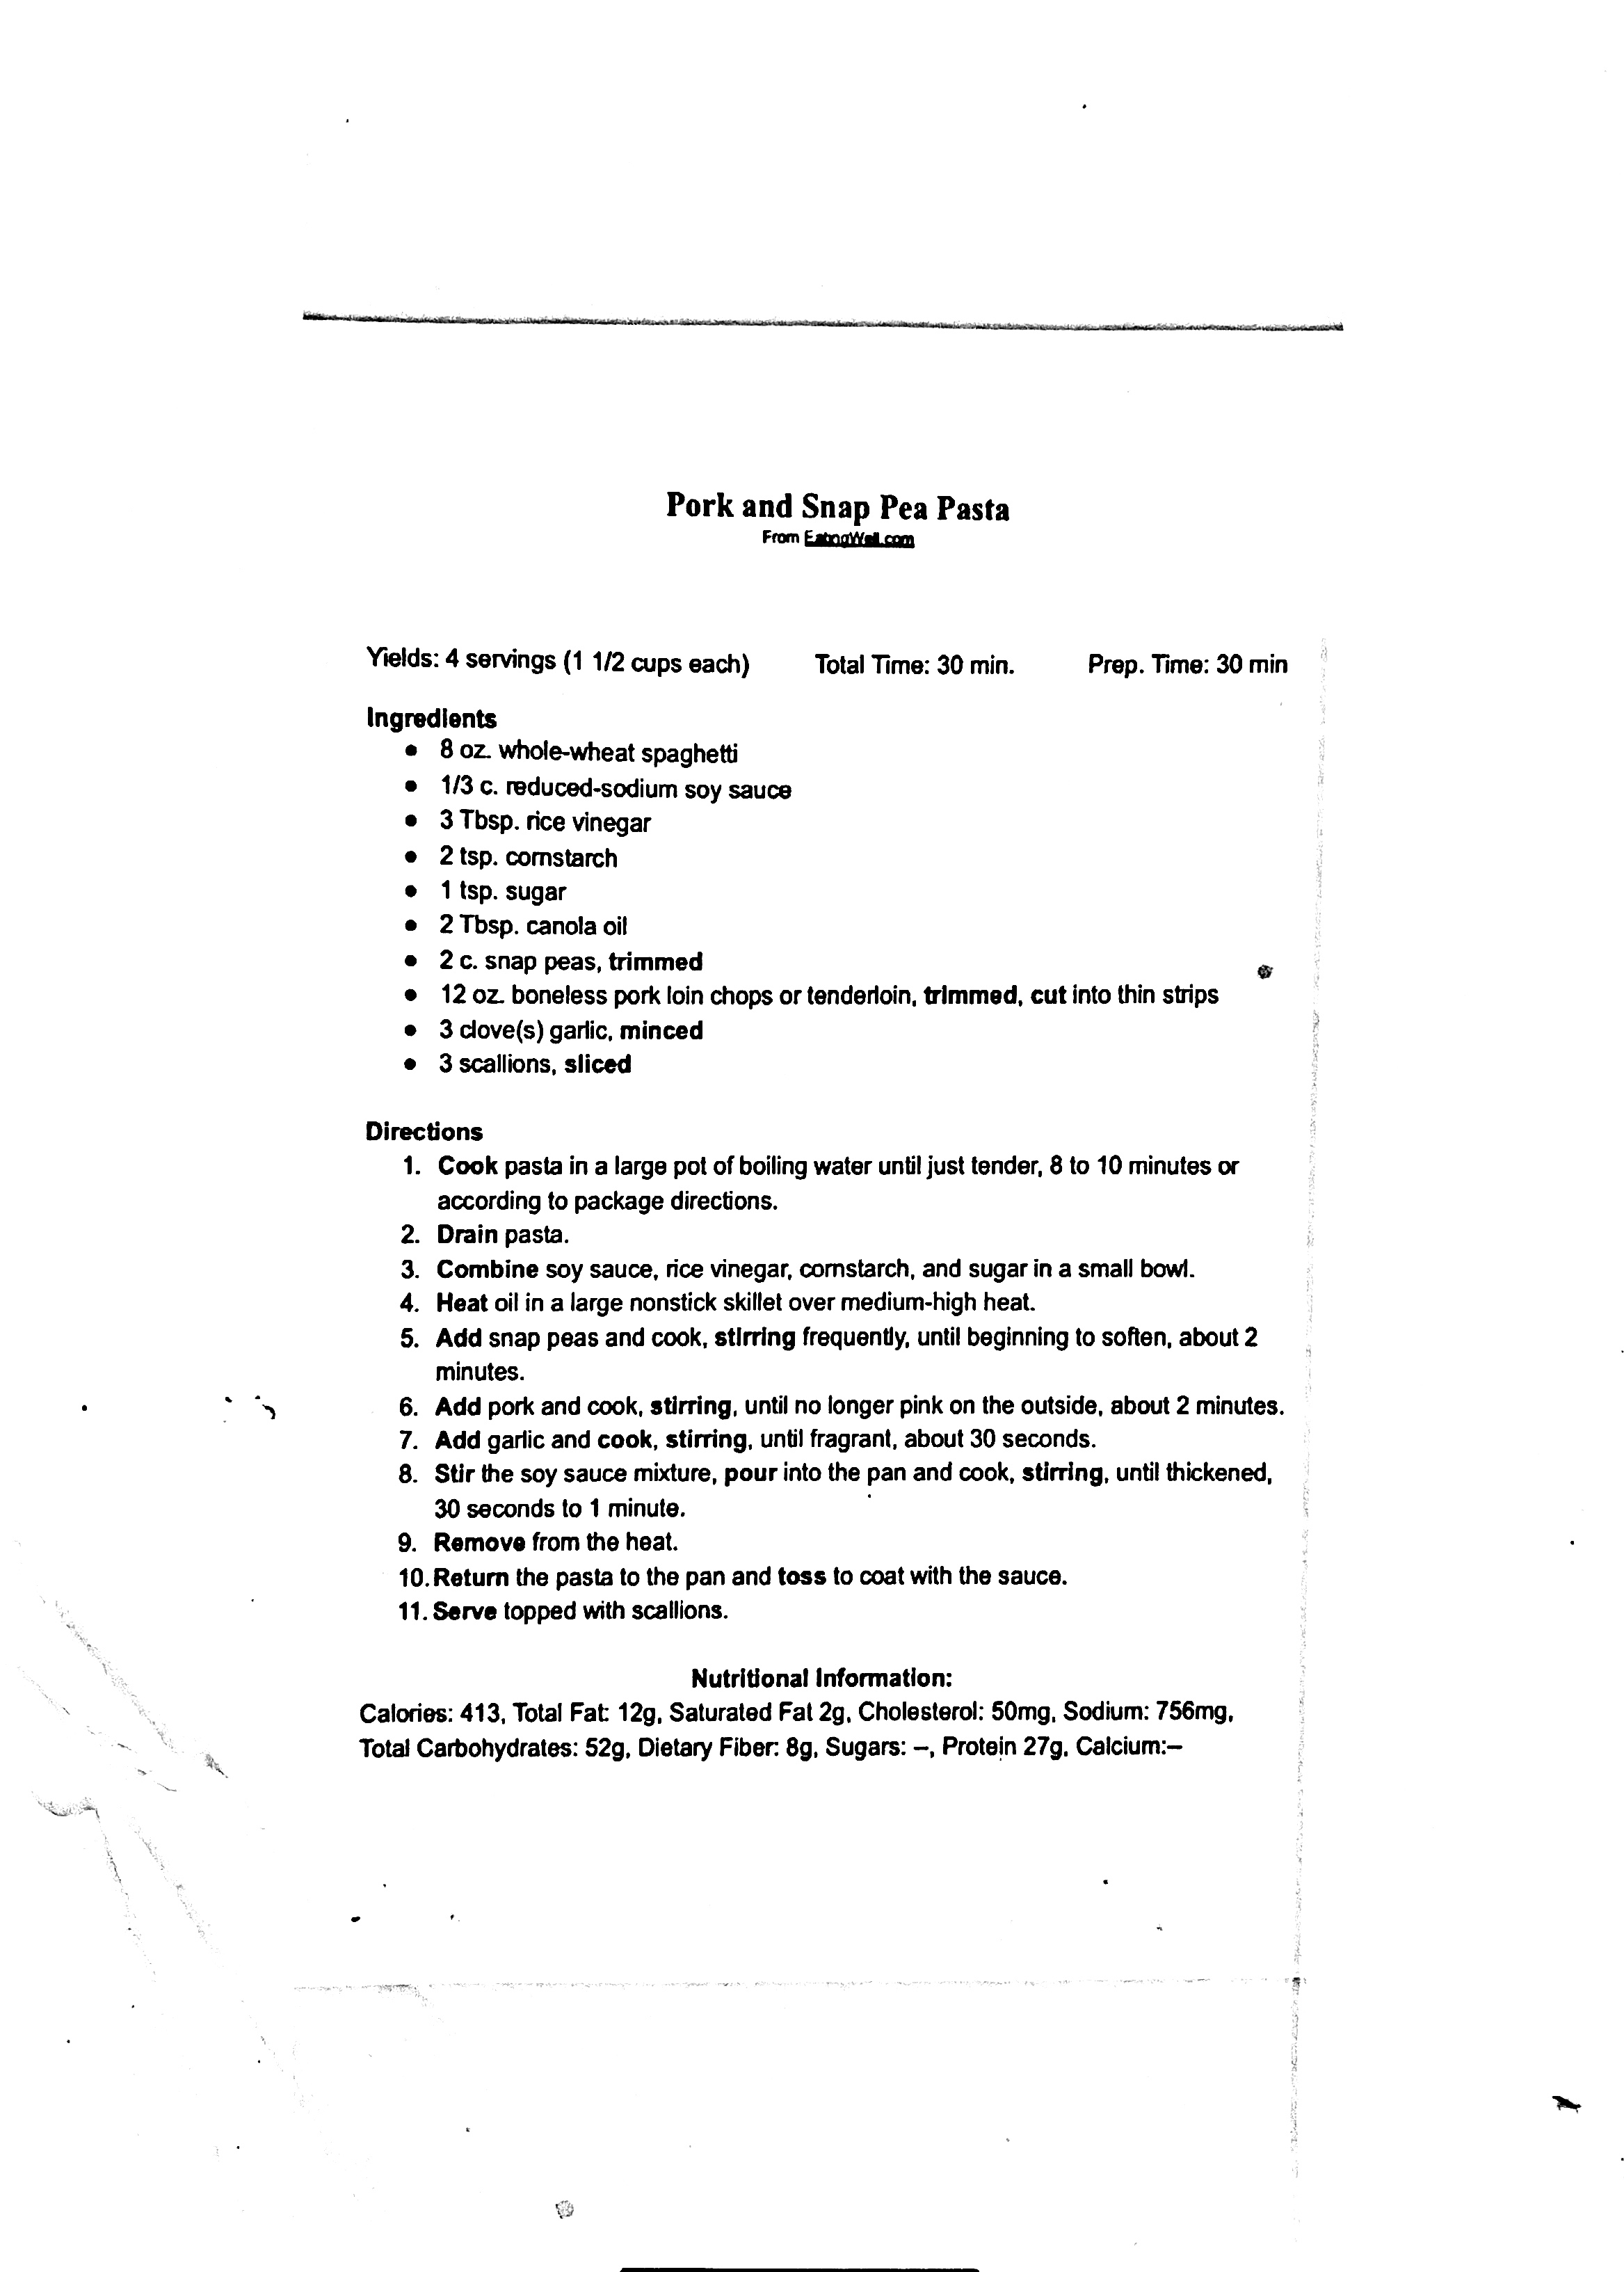 Pork and Snap Pea Pasta
From EatingWell.com
Yields: 4 servings (1 1/2 cups each) Total Time: 30 min. Prep. Time: 30 min
Ingredients
● 8 oz. whole-wheat spaghetti
● 1/3 c. reduced-sodium soy sauce
● 3 Tbsp. rice vinegar
● 2 tsp. cornstarch
● 1 tsp. sugar
● 2 Tbsp. canola oil
● 2 c. snap peas, trimmed
● 12 oz. boneless pork loin chops or tenderloin, trimmed, cut into thin strips
● 3 clove(s) garlic, minced
● 3 scallions, sliced
Directions
1. Cook pasta in a large pot of boiling water until just tender, 8 to 10 minutes or
according to package directions.
2. Drain pasta.
3. Combine soy sauce, rice vinegar, cornstarch, and sugar in a small bowl.
4. Heat oil in a large nonstick skillet over medium-high heat.
5. Add snap peas and cook, stirring frequently, until beginning to soften, about 2
minutes.
6. Add pork and cook, stirring, until no longer pink on the outside, about 2 minutes.
7. Add garlic and cook, stirring, until fragrant, about 30 seconds.
8. Stir the soy sauce mixture, pour into the pan and cook, stirring, until thickened,
30 seconds to 1 minute.
9. Remove from the heat.
10. Return the pasta to the pan and toss to coat with the sauce.
11. Serve topped with scallions.
Nutritional Information:
Calories: 413, Total Fat: 12g, Saturated Fat 2g, Cholesterol: 50mg, Sodium: 756mg,
Total Carbohydrates: 52g, Dietary Fiber: 8g, Sugars: –, Protein 27g, Calcium:–